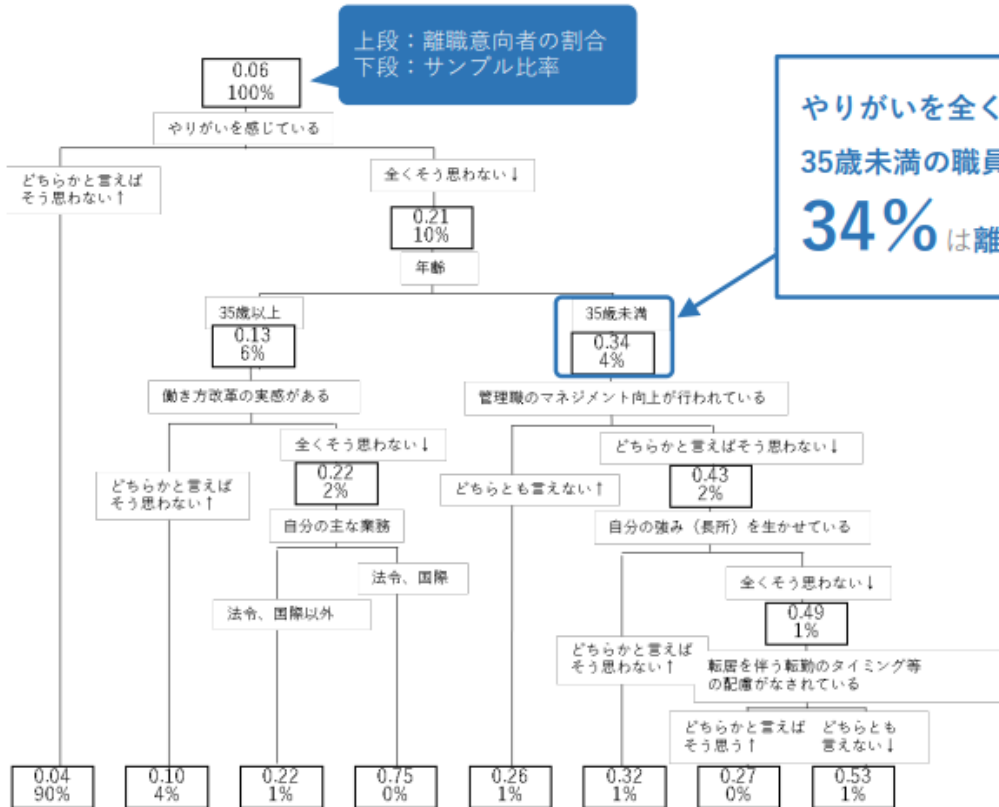 上段：離職意向者の割合
下段：サンプル比率
0.06
100%
やりがいを感じている
どちらかと言えば
そう思わない↑
全くそう思わない↓
0.21
10%
年齢
やりがいを全く
35歳未満の職員
34%は離
35歳以上
0.13
6%
35歳未満
0.34
4%
働き方改革の実感がある
管理職のマネジメント向上が行われている
どちらかと言えば
そう思わない↑
全くそう思わない↓
0.22
2%
どちらとも言えない↑
どちらかと言えばそう思わない↓
0.43
2%
自分の主な業務
自分の強み（長所）を生かせている
法令、国際以外
法令、国際
どちらかと言えば
そう思わない↑
全くそう思わない↓
0.49
1%
転居を伴う転勤のタイミング等
の配慮がなされている
どちらかと言えば
そう思う↑
どちらとも
言えない↓
0.04
90%
0.10
4%
0.22
1%
0.75
0%
0.26
1%
0.32
1%
0.27
0%
0.53
1%